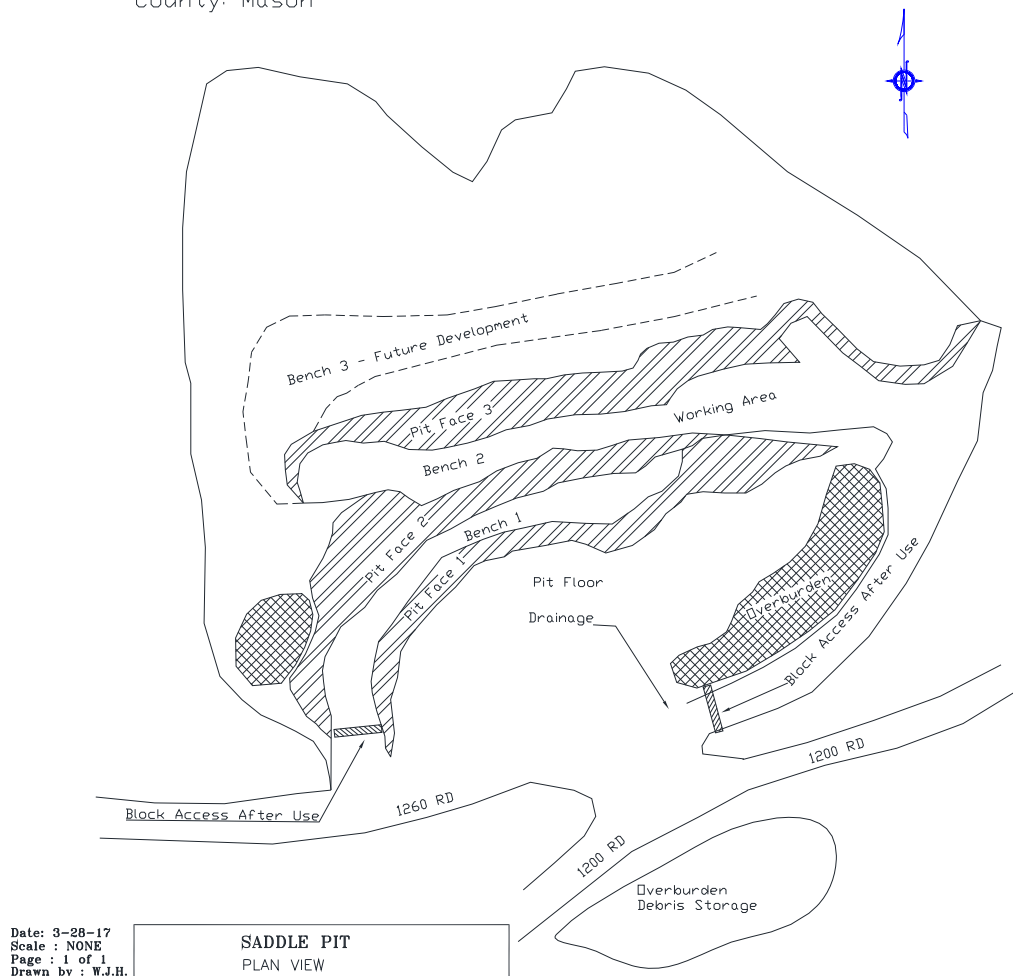 County: Mason
Bench 3 - Future Development
Pit Face 3
Working Area
Bench 2
Pit Face 2
Bench 1
Pit Face 1
Pit Floor
Drainage
Overburden
Block Access After Use
1200 RD
1260 RD
Block Access After Use
1200 RD
Overburden
Debris Storage
Date: 3-28-17
Scale : NONE
Page : 1 of 1
Drawn by : W.J.H.
SADDLE PIT
PLAN VIEW